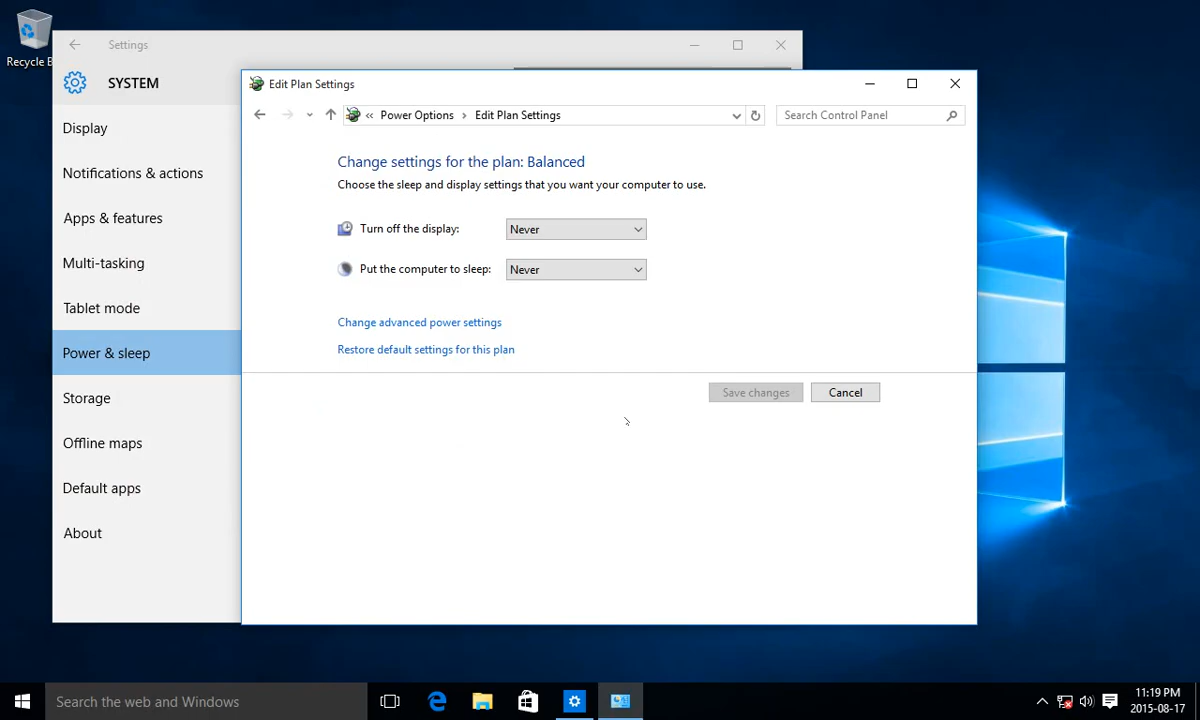 Recycle B
Settings
SYSTEM
Display
Notifications & actions
Apps & features
Multi-tasking
Tablet mode
Power & sleep
Storage
Offline maps
Default apps
About
Edit Plan Settings
« Power Options › Edit Plan Settings
Search Control Panel
Change settings for the plan: Balanced
Choose the sleep and display settings that you want your computer to use.
Turn off the display: Never
Put the computer to sleep: Never
Change advanced power settings
Restore default settings for this plan
Save changes Cancel
Search the web and Windows
11:19 PM
2015-08-17